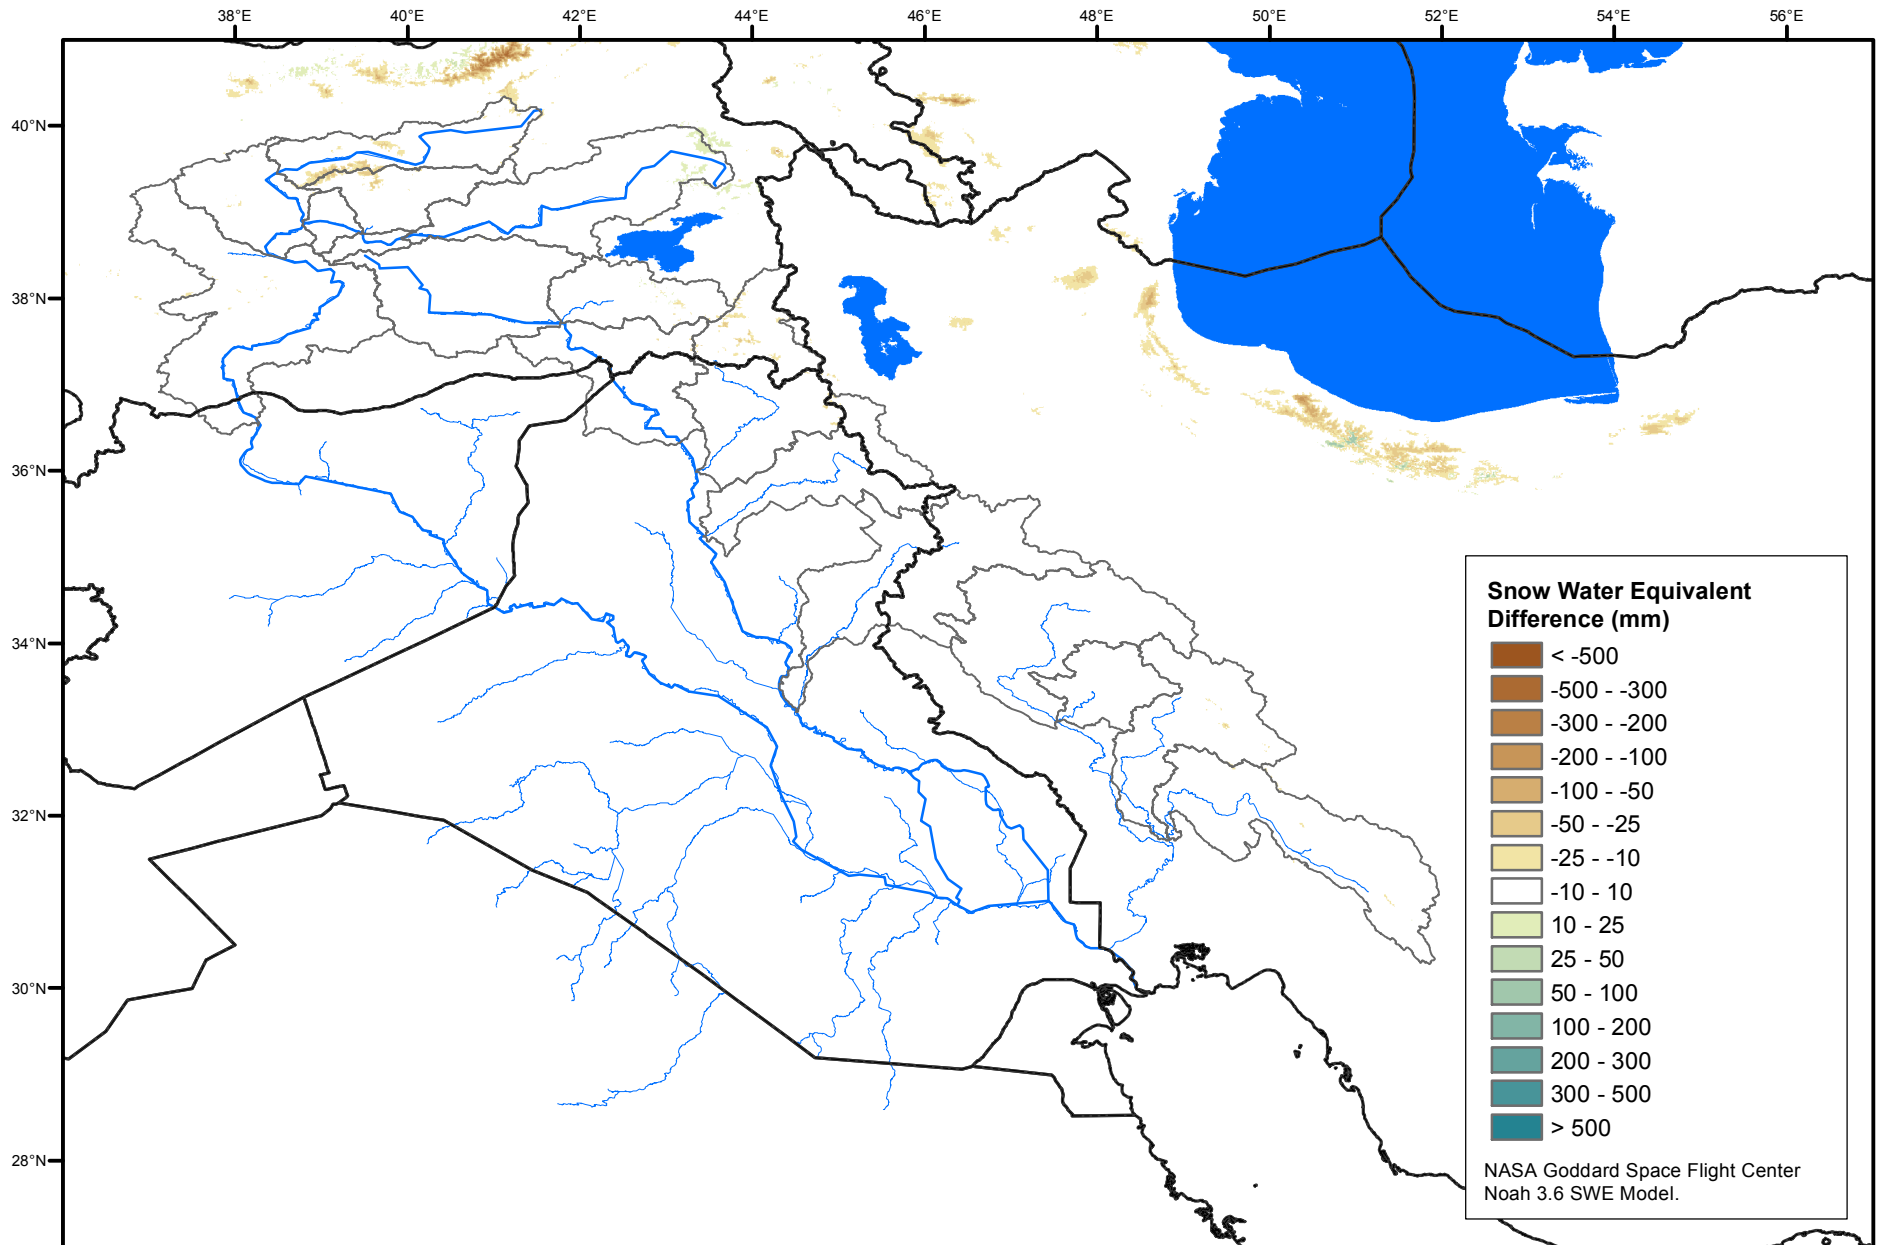 38°E 40°E 42°E 44°E 46°E 48°E 50°E 52°E 54°E 56°E
40°N
38°N
36°N
34°N
32°N
30°N
28°N
Snow Water Equivalent
Difference (mm)
< -500
-500 - -300
-300 - -200
-200 - -100
-100 - -50
-50 - -25
-25 - -10
-10 - 10
10 - 25
25 - 50
50 - 100
100 - 200
200 - 300
300 - 500
> 500
NASA Goddard Space Flight Center
Noah 3.6 SWE Model.